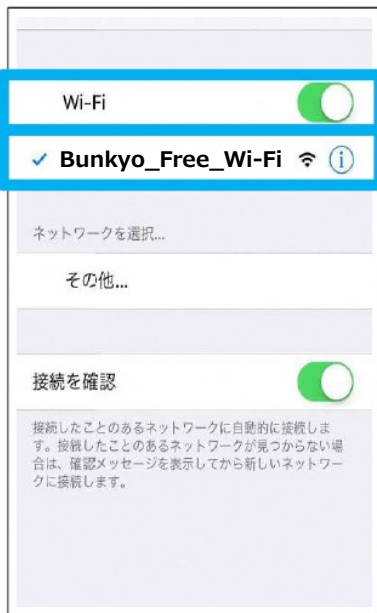 Wi-Fi
Bunkyo_Free_Wi-Fi
ネットワークを選択...
その他...
接続を確認
接続したことのあるネットワークに自動的に接続しま
す。接続したことのあるネットワークが見つからない場
合は、確認メッセージを表示してから新しいネットワー
クに接続します。